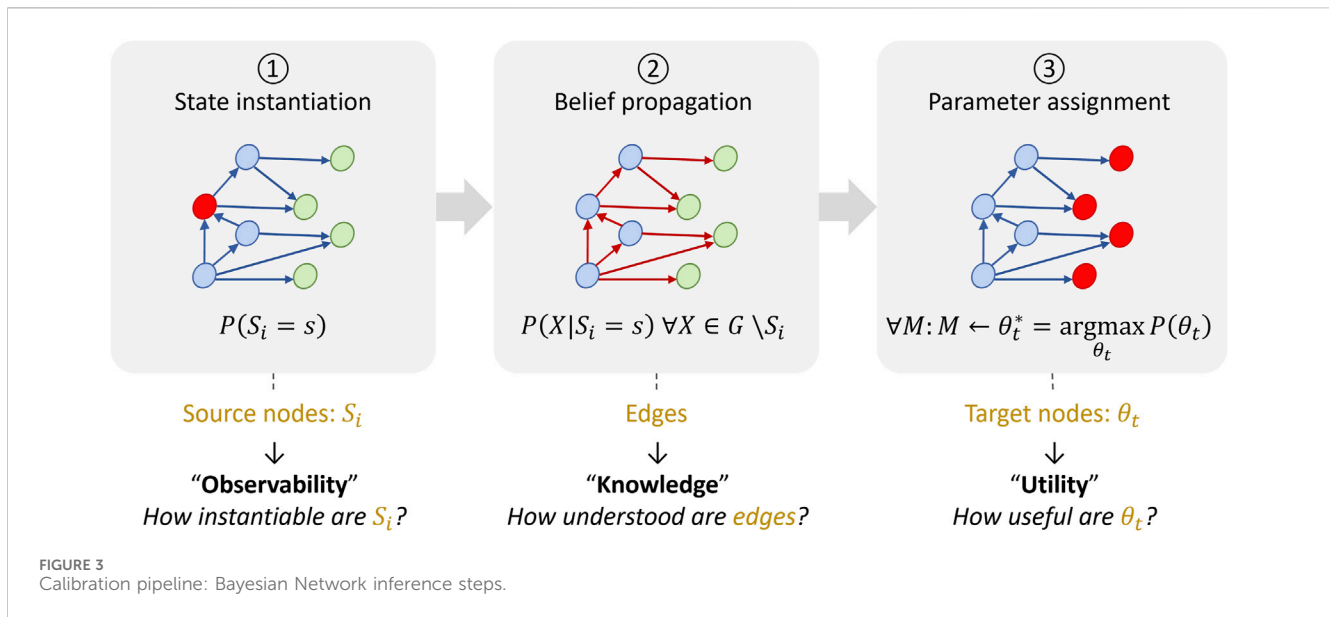 ①
State instantiation
P(S_i = s)
Source nodes: S_i
↓
“Observability”
How instantiable are S_i?
②
Belief propagation
P(X|S_i = s) ∀X ∈ G \S_i
Edges
↓
“Knowledge”
How understood are edges?
③
Parameter assignment
∀M: M ← θ_t^* = argmax P(θ_t)
θ_t
Target nodes: θ_t
↓
“Utility”
How useful are θ_t?
FIGURE 3
Calibration pipeline: Bayesian Network inference steps.